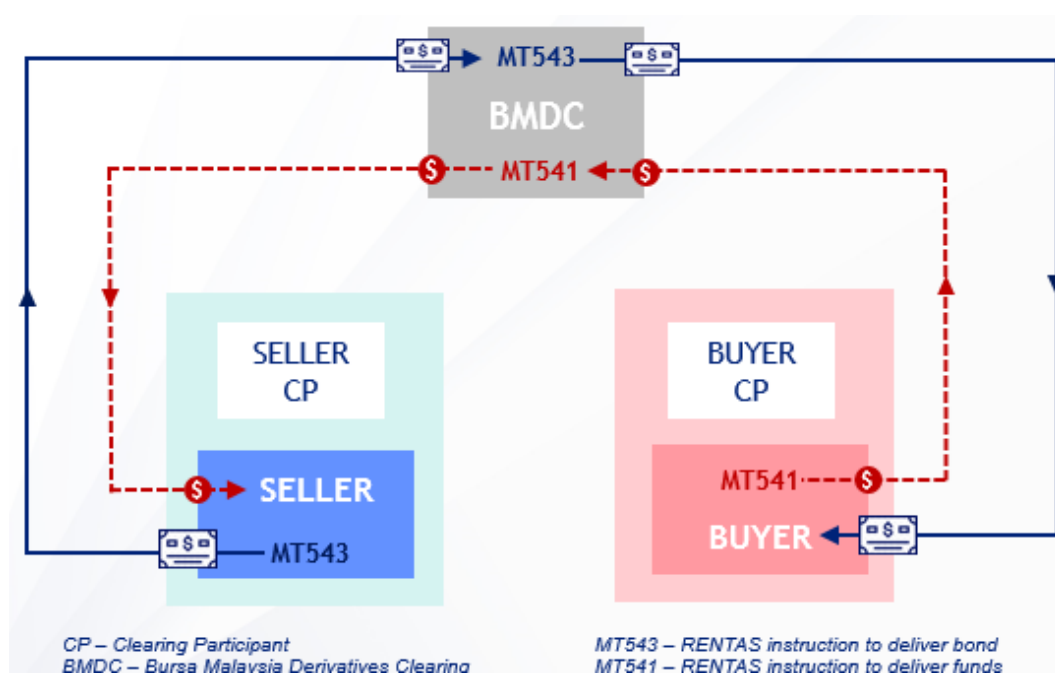 MT543
BMDC
MT541
SELLER
CP
BUYER
CP
SELLER
MT543
MT541
BUYER
CP – Clearing Participant
BMDC – Bursa Malaysia Derivatives Clearing
MT543 – RENTAS instruction to deliver bond
MT541 – RENTAS instruction to deliver funds